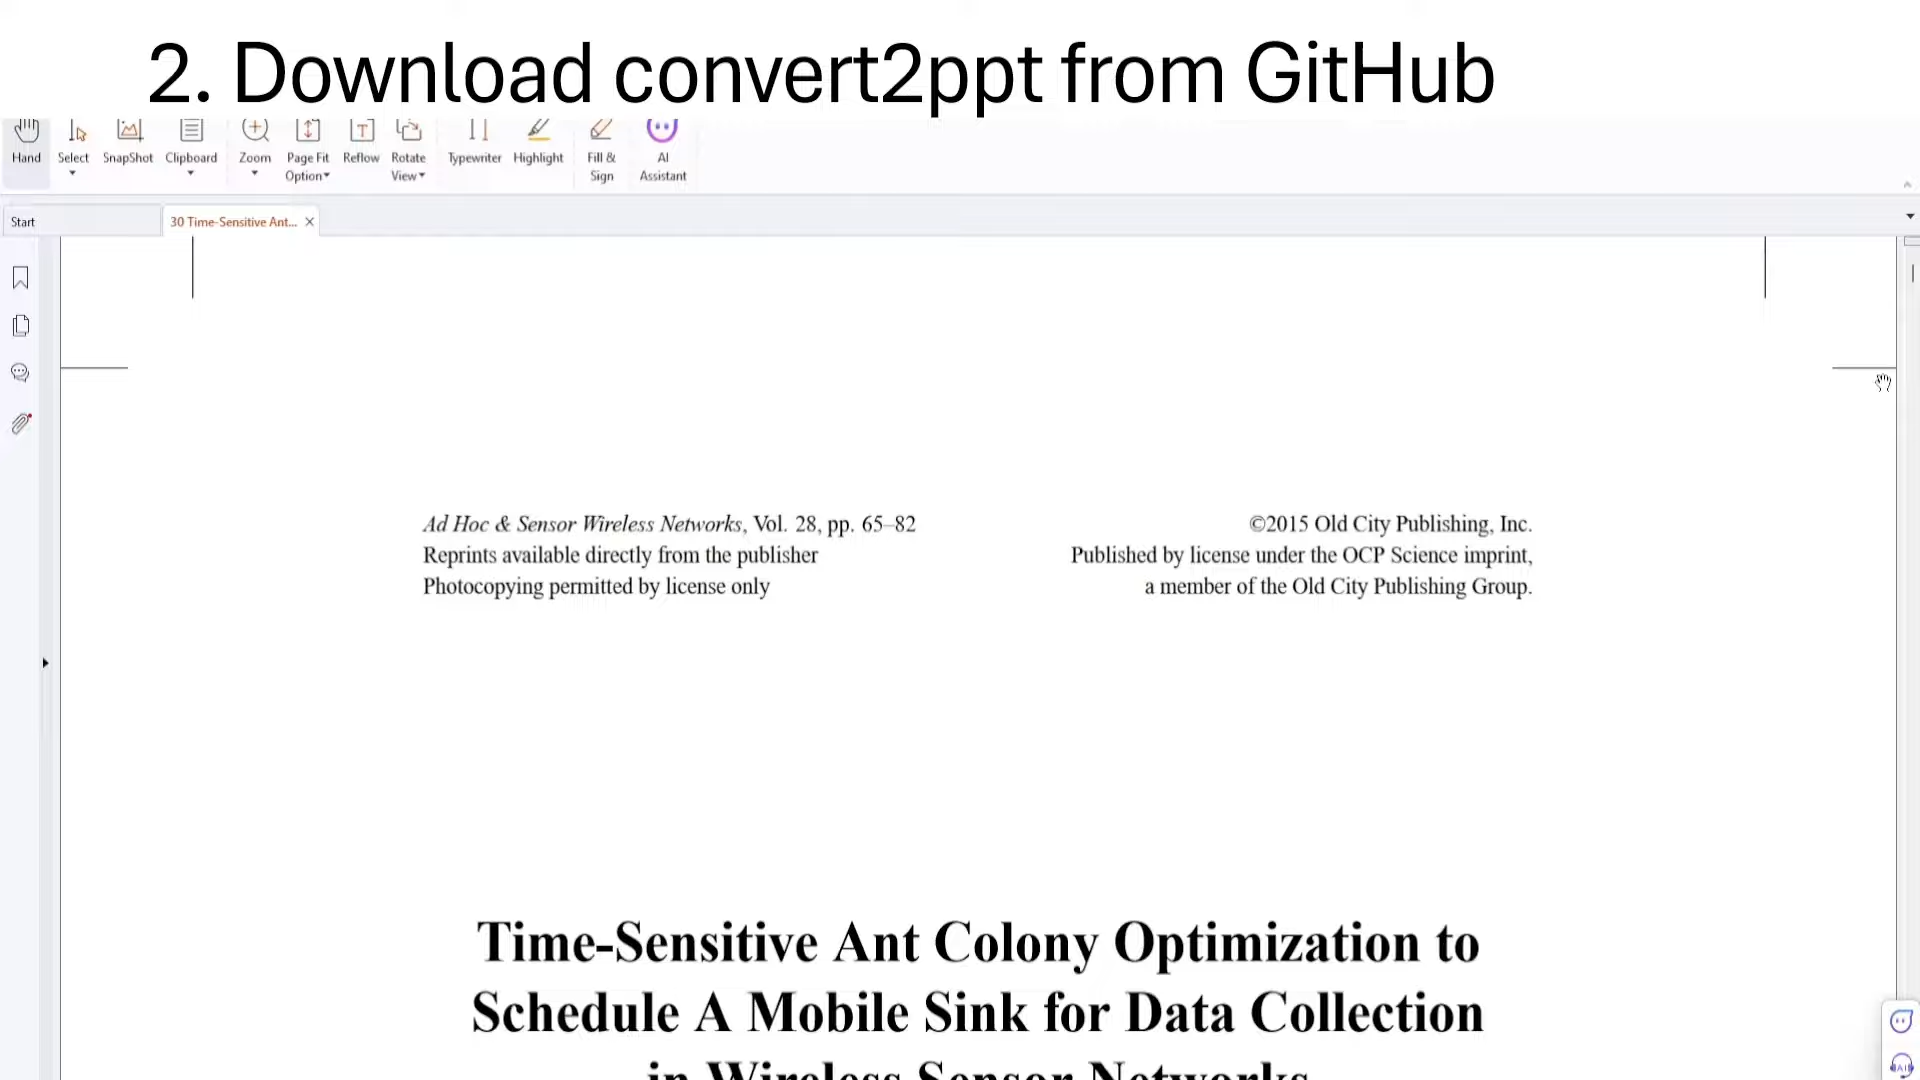 2. Download convert2ppt from GitHub
Hand
Select
SnapShot
Clipboard
Zoom
Page Fit
Option
Reflow
Rotate
View
Typewriter
Highlight
Fill &
Sign
AI
Assistant
Start
30 Time-Sensitive Ant...
Ad Hoc & Sensor Wireless Networks, Vol. 28, pp. 65–82
Reprints available directly from the publisher
Photocopying permitted by license only
©2015 Old City Publishing, Inc.
Published by license under the OCP Science imprint,
a member of the Old City Publishing Group.
Time-Sensitive Ant Colony Optimization to
Schedule A Mobile Sink for Data Collection
in Wireless Sensor Networks